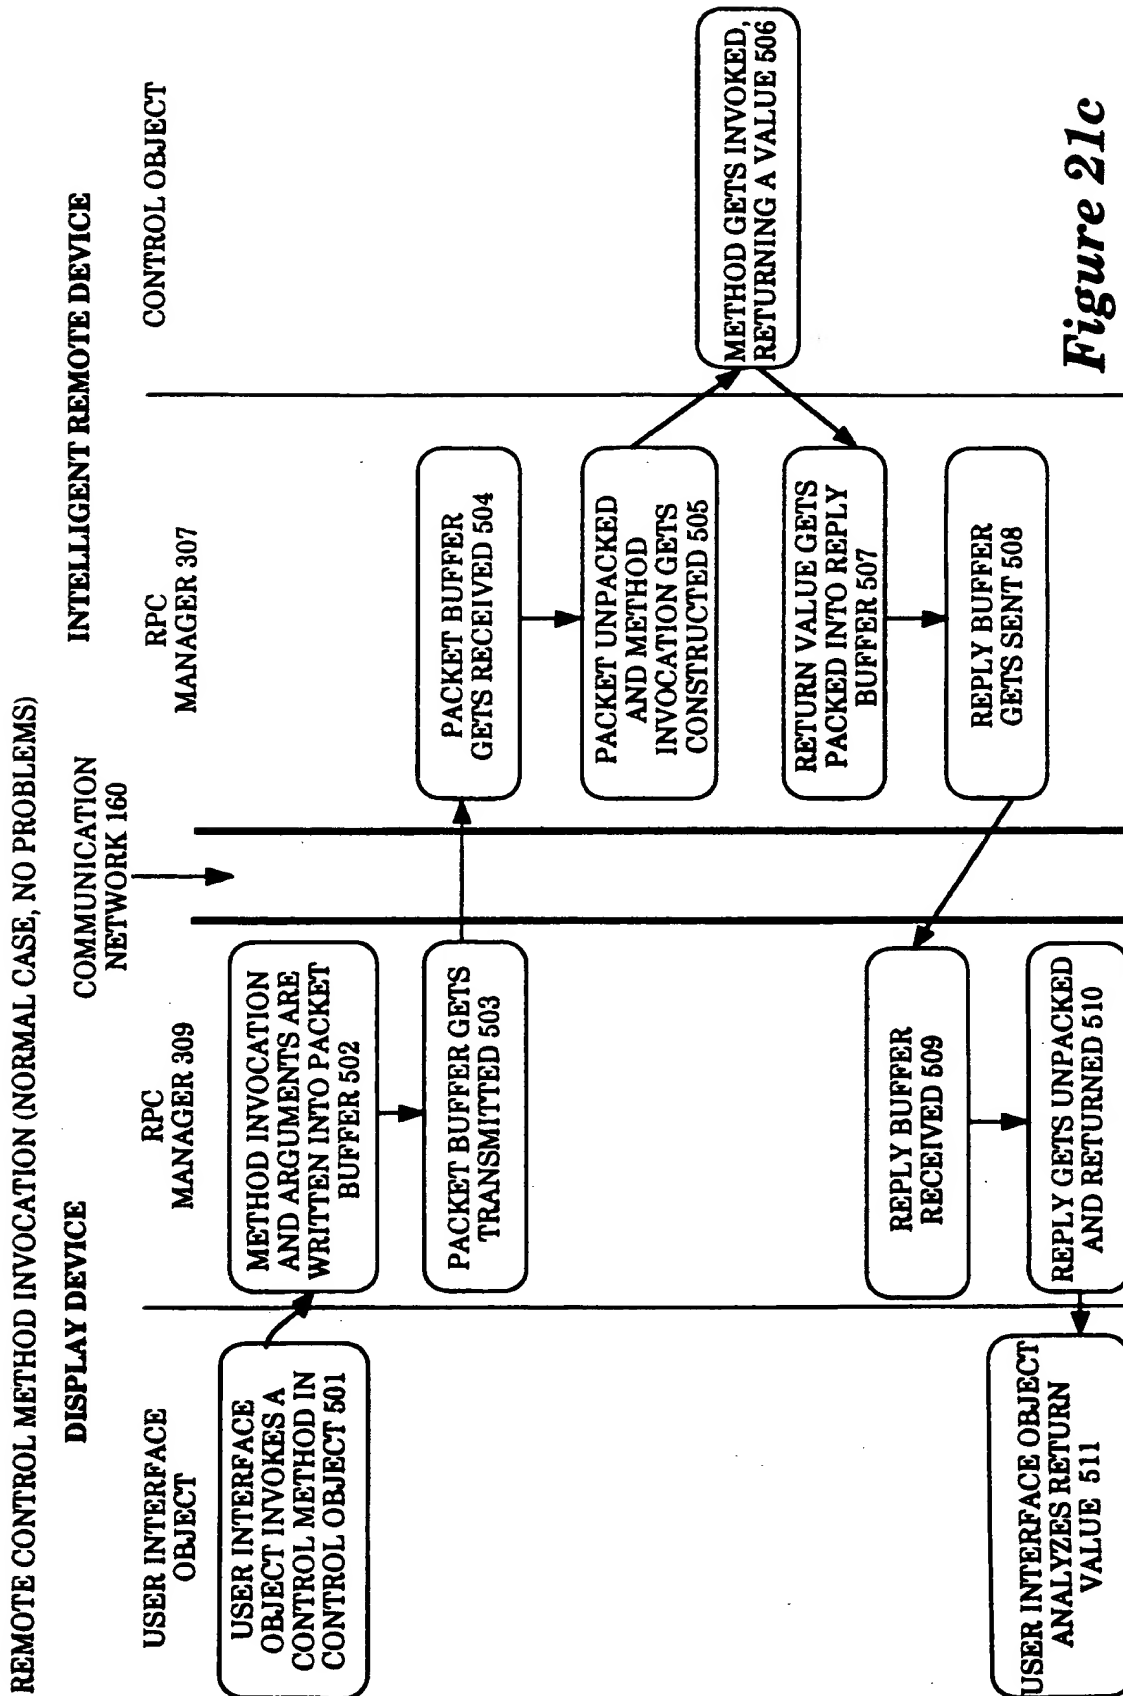 REMOTE CONTROL METHOD INVOCATION (NORMAL CASE, NO PROBLEMS)
DISPLAY DEVICE
INTELLIGENT REMOTE DEVICE
USER INTERFACE
OBJECT
RPC
MANAGER 309
COMMUNICATION
NETWORK 160
RPC
MANAGER 307
CONTROL OBJECT
USER INTERFACE
OBJECT INVOKES A
CONTROL METHOD IN
CONTROL OBJECT 501
METHOD INVOCATION
AND ARGUMENTS ARE
WRITTEN INTO PACKET
BUFFER 502
PACKET BUFFER GETS
TRANSMITTED 503
PACKET BUFFER
GETS RECEIVED 504
PACKET UNPACKED
AND METHOD
INVOCATION GETS
CONSTRUCTED 505
METHOD GETS INVOKED,
RETURNING A VALUE 506
RETURN VALUE GETS
PACKED INTO REPLY
BUFFER 507
REPLY BUFFER
GETS SENT 508
REPLY BUFFER
RECEIVED 509
REPLY GETS UNPACKED
AND RETURNED 510
USER INTERFACE OBJECT
ANALYZES RETURN
VALUE 511
Figure 21c